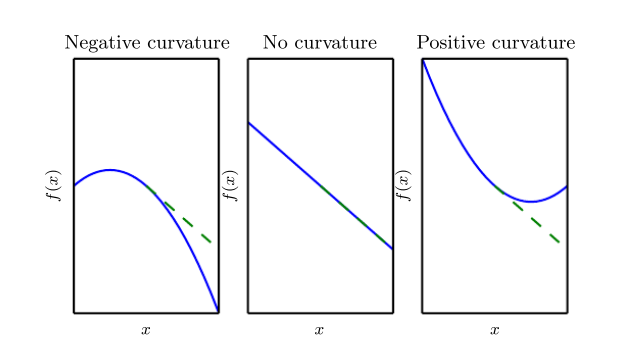 Negative curvature
No curvature
Positive curvature
f(x)
f(x)
f(x)
x
x
x